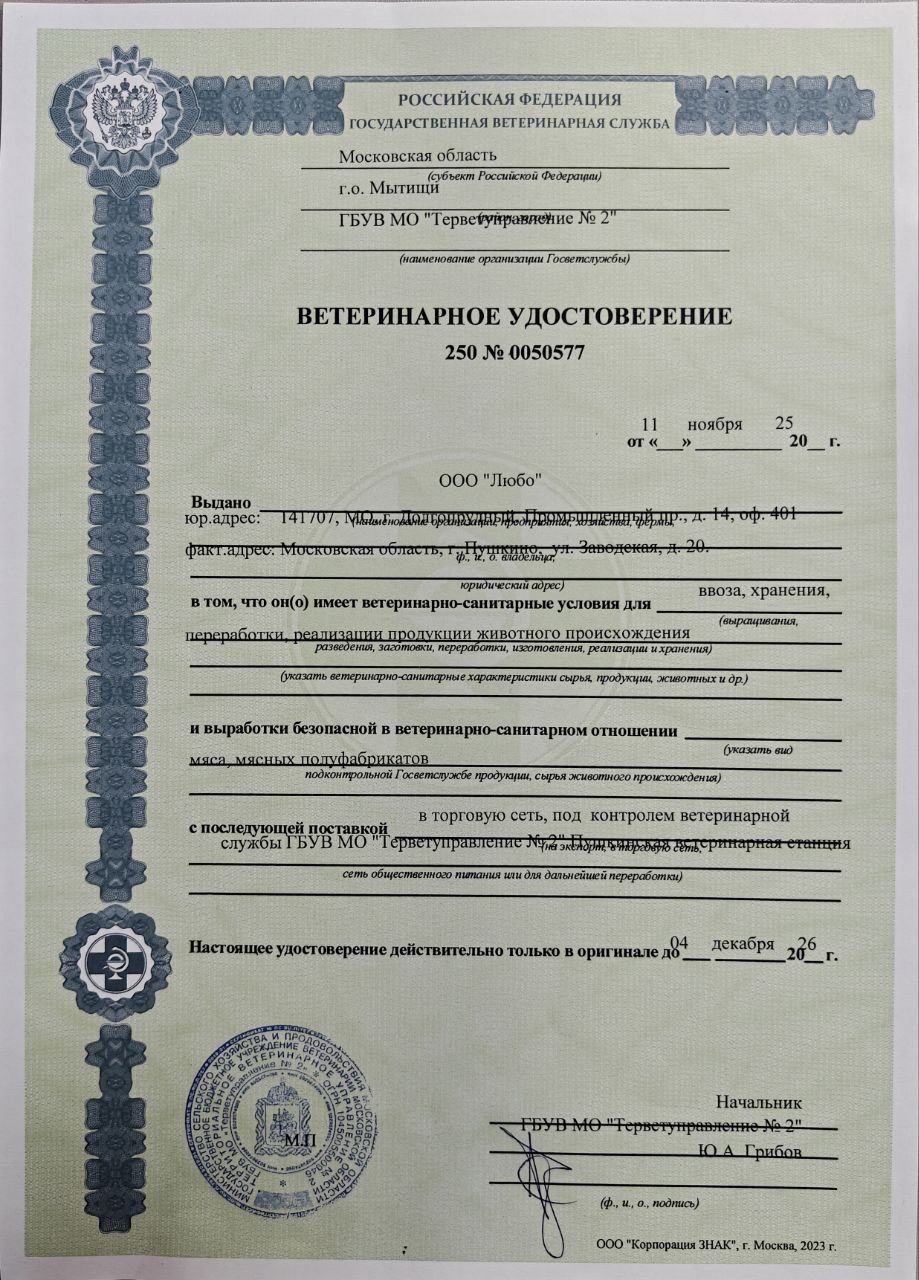 РОССИЙСКАЯ ФЕДЕРАЦИЯ
ГОСУДАРСТВЕННАЯ ВЕТЕРИНАРНАЯ СЛУЖБА
Московская область
(субъект Российской Федерации)
г.о. Мытищи
ГБУВ МО "Терветуправление № 2"
(наименование организации Госветслужбы)
ВЕТЕРИНАРНОЕ УДОСТОВЕРЕНИЕ
250 № 0050577
11 ноября 25
от «___» __________ 20__ г.
ООО "Любо"
Выдано
юр.адрес: 141707, МО, г. Долгопрудный, Промышленный пр., д. 14, оф. 401
(наименование организации, предприятия, хозяйства, фермы,
факт.адрес: Московская область, г. Пушкино, ул. Заводская, д. 20.
ф., и., о. владельца;
юридический адрес)
в том, что он(о) имеет ветеринарно-санитарные условия для ввоза, хранения,
(выращивания,
переработки, реализации продукции животного происхождения
разведения, заготовки, переработки, изготовления, реализации и хранения)
(указать ветеринарно-санитарные характеристики сырья, продукции, животных и др.)
и выработки безопасной в ветеринарно-санитарном отношении
(указать вид
мяса, мясных полуфабрикатов
подконтрольной Госветслужбе продукции, сырья животного происхождения)
с последующей поставкой в торговую сеть, под контролем ветеринарной
службы ГБУВ МО "Терветуправление № 2" Пушкинская ветеринарная станция
(на экспорт, в торговую сеть,
сеть общественного питания или для дальнейшей переработки)
Настоящее удостоверение действительно только в оригинале до 04 декабря 2026 г.
М.П
Начальник
ГБУВ МО "Терветуправление № 2"
Ю.А. Грибов
(ф., и., о., подпись)
ООО "Корпорация ЗНАК", г. Москва, 2023 г.